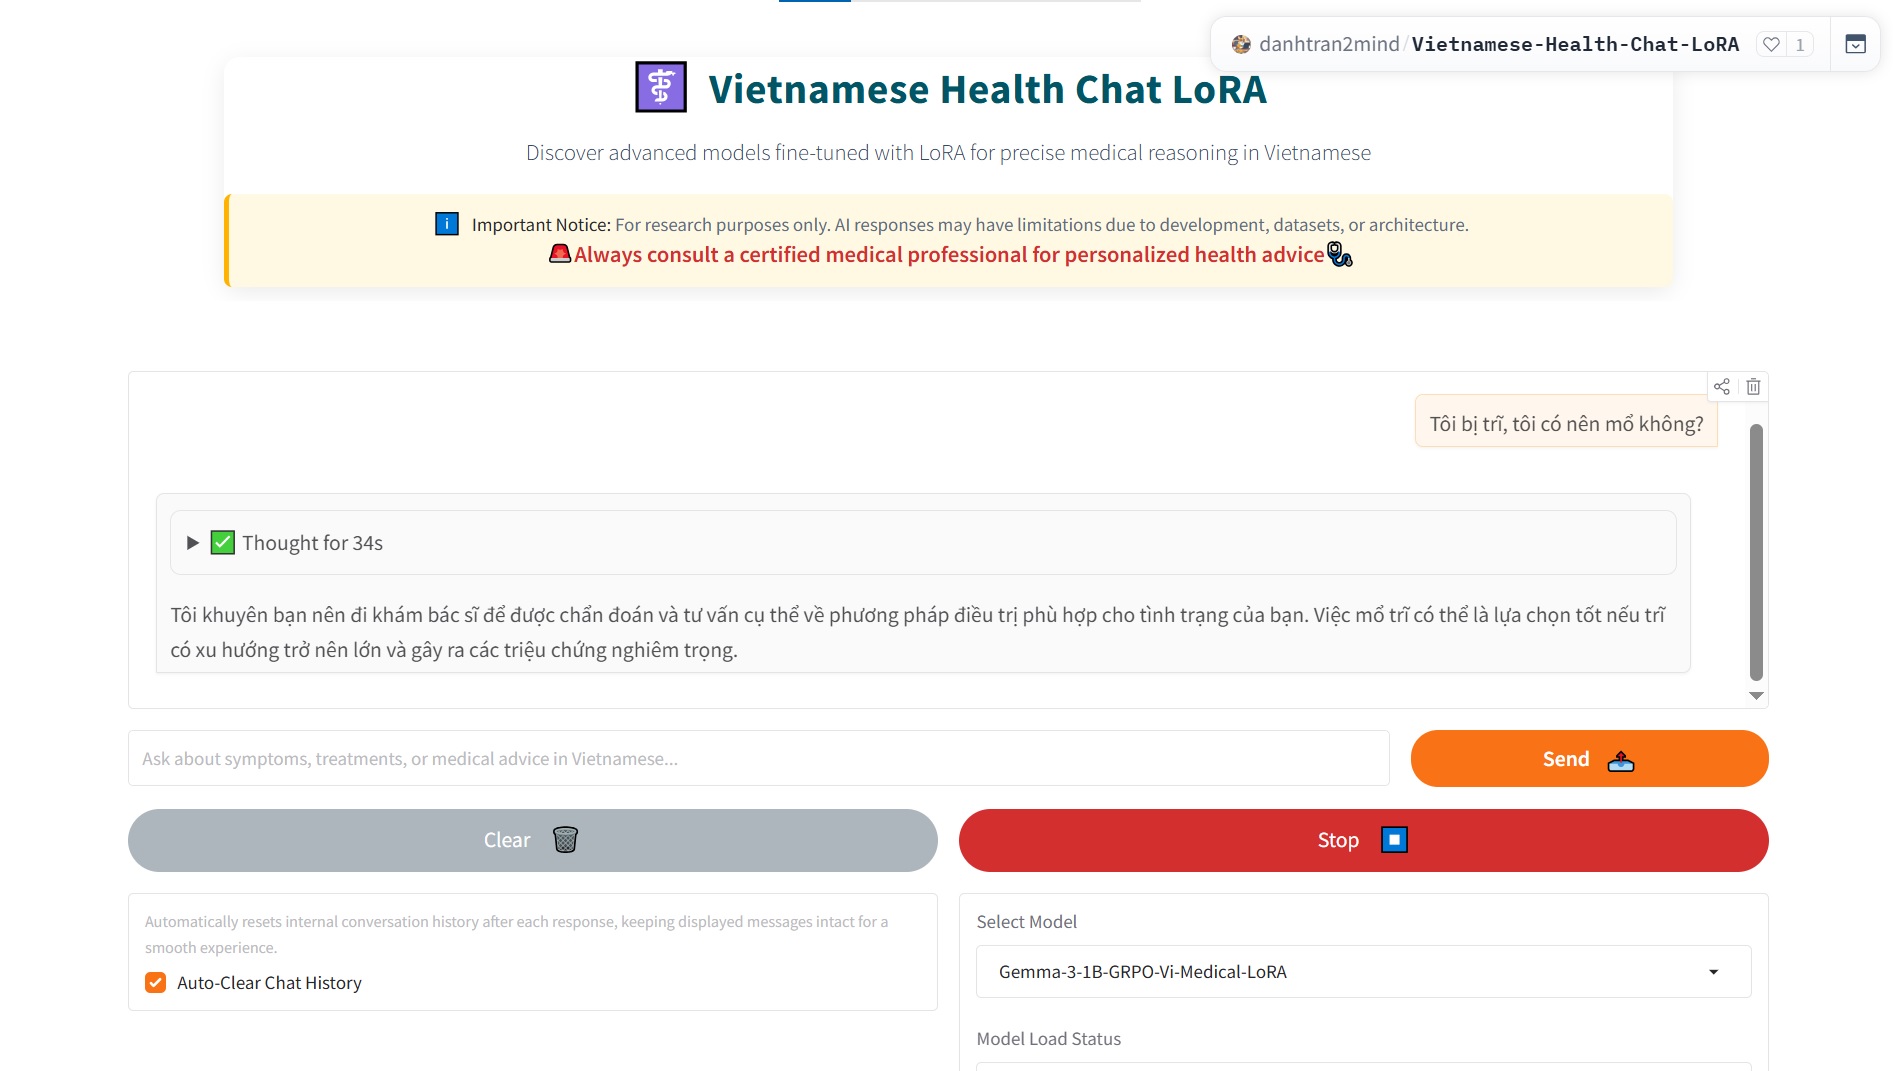 danhtran2mind/Vietnamese-Health-Chat-LoRA
1
Vietnamese Health Chat LoRA
Discover advanced models fine-tuned with LoRA for precise medical reasoning in Vietnamese
Important Notice: For research purposes only. AI responses may have limitations due to development, datasets, or architecture.
Always consult a certified medical professional for personalized health advice
Tôi bị trĩ, tôi có nên mổ không?
Thought for 34s
Tôi khuyên bạn nên đi khám bác sĩ để được chẩn đoán và tư vấn cụ thể về phương pháp điều trị phù hợp cho tình trạng của bạn. Việc mổ trĩ có thể là lựa chọn tốt nếu trĩ
có xu hướng trở nên lớn và gây ra các triệu chứng nghiêm trọng.
Ask about symptoms, treatments, or medical advice in Vietnamese...
Send
Clear
Stop
Automatically resets internal conversation history after each response, keeping displayed messages intact for a
smooth experience.
Auto-Clear Chat History
Select Model
Gemma-3-1B-GRPO-Vi-Medical-LoRA
Model Load Status